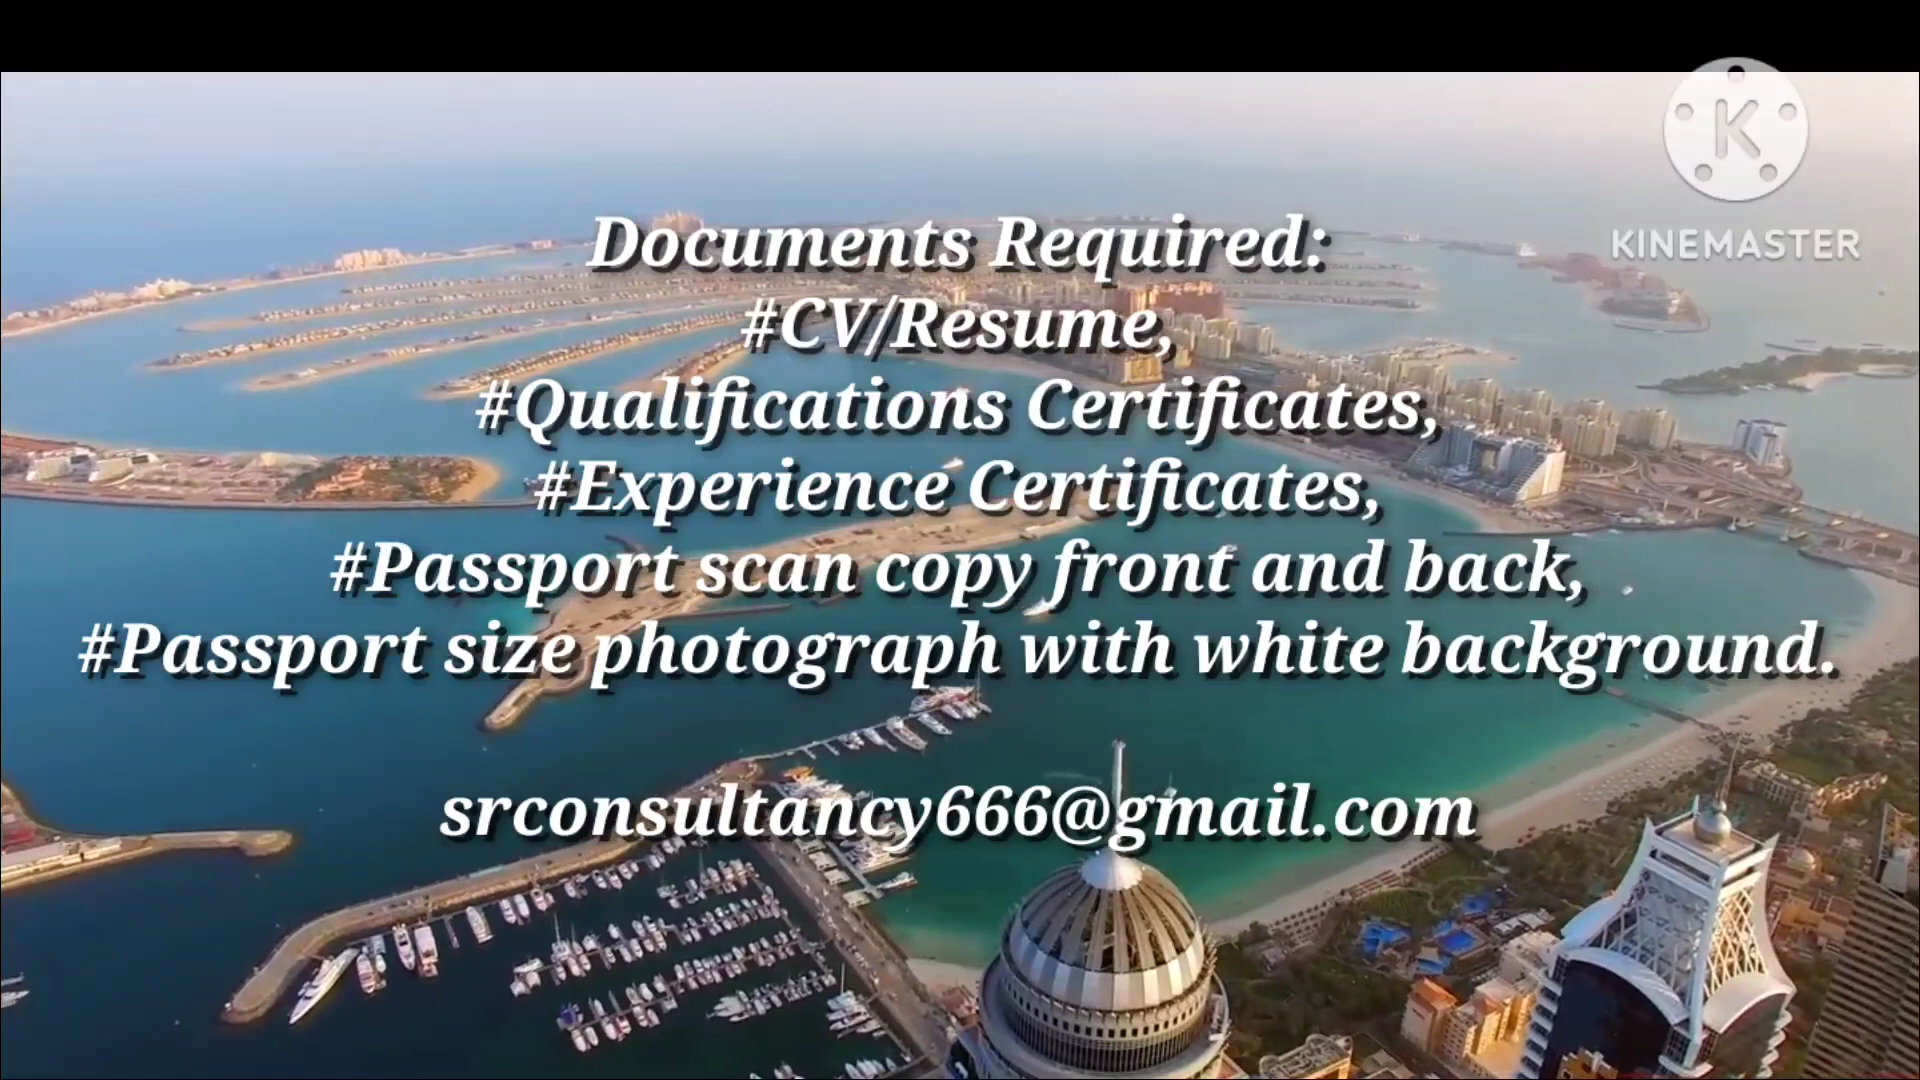 K
KINEMASTER
Documents Required:
#CV/Resume,
#Qualifications Certificates,
#Experience Certificates,
#Passport scan copy front and back,
#Passport size photograph with white background.
srconsultancy666@gmail.com